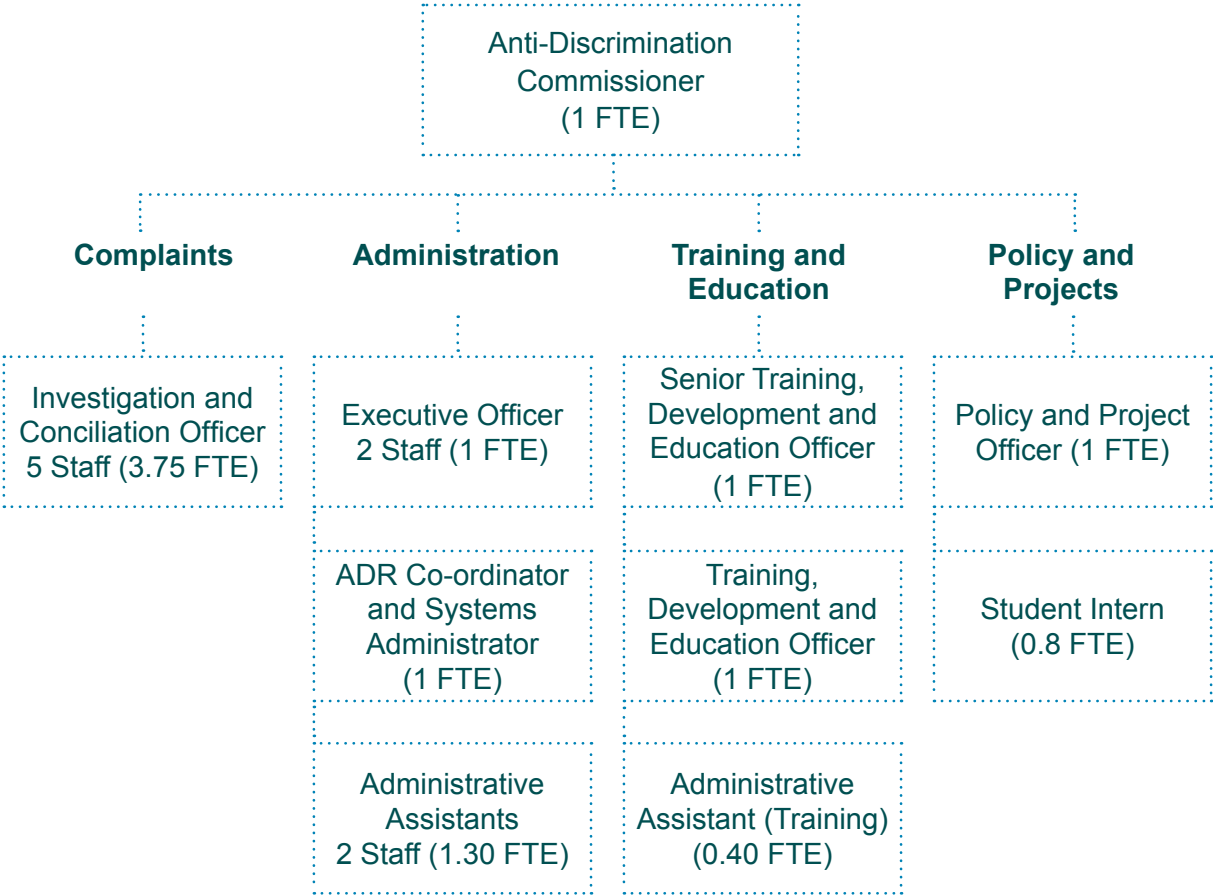 Anti-Discrimination
Commissioner
(1 FTE)
Complaints
Administration
Training and
Education
Policy and
Projects
Investigation and
Conciliation Officer
5 Staff (3.75 FTE)
Executive Officer
2 Staff (1 FTE)
Senior Training,
Development and
Education Officer
(1 FTE)
Policy and Project
Officer (1 FTE)
ADR Co-ordinator
and Systems
Administrator
(1 FTE)
Training,
Development and
Education Officer
(1 FTE)
Student Intern
(0.8 FTE)
Administrative
Assistants
2 Staff (1.30 FTE)
Administrative
Assistant (Training)
(0.40 FTE)